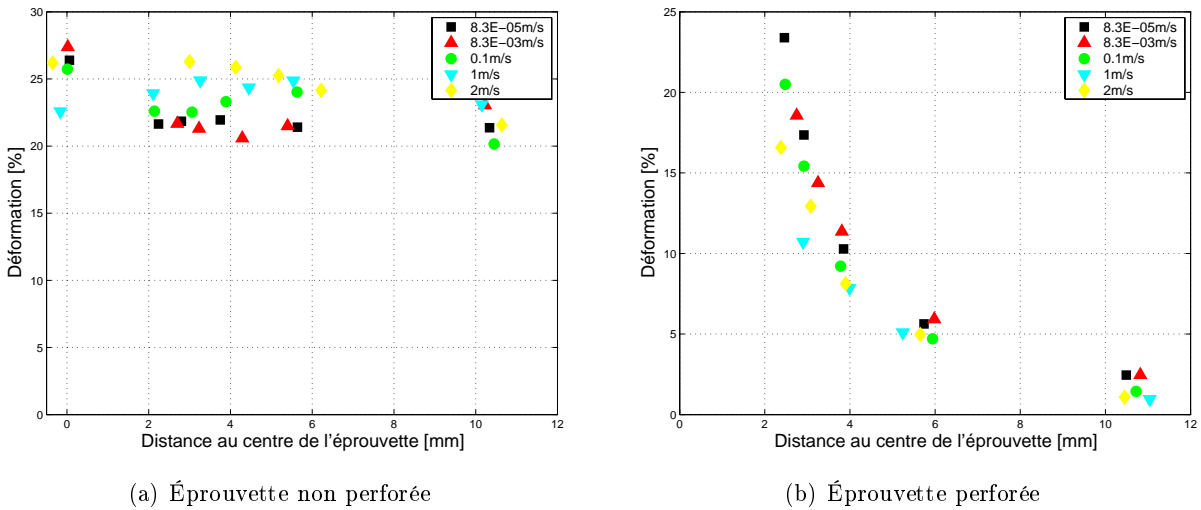 30
25
20
15
10
5
0
0
2
4
6
8
10
12
Déformation [%]
Distance au centre de l'éprouvette [mm]
8.3E−05m/s
8.3E−03m/s
0.1m/s
1m/s
2m/s
(a) Éprouvette non perforée
25
20
15
10
5
0
0
2
4
6
8
10
12
Déformation [%]
Distance au centre de l'éprouvette [mm]
8.3E−05m/s
8.3E−03m/s
0.1m/s
1m/s
2m/s
(b) Éprouvette perforée